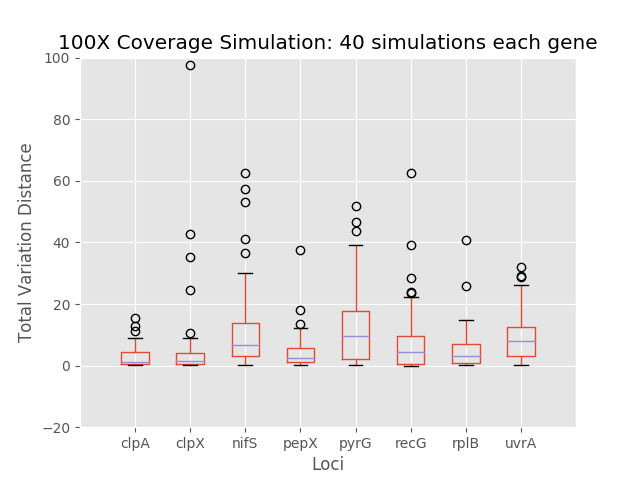 100X Coverage Simulation: 40 simulations each gene
Total Variation Distance
100
80
60
40
20
0
−20
clpA clpX nifS pepX pyrG recG rplB uvrA
Loci